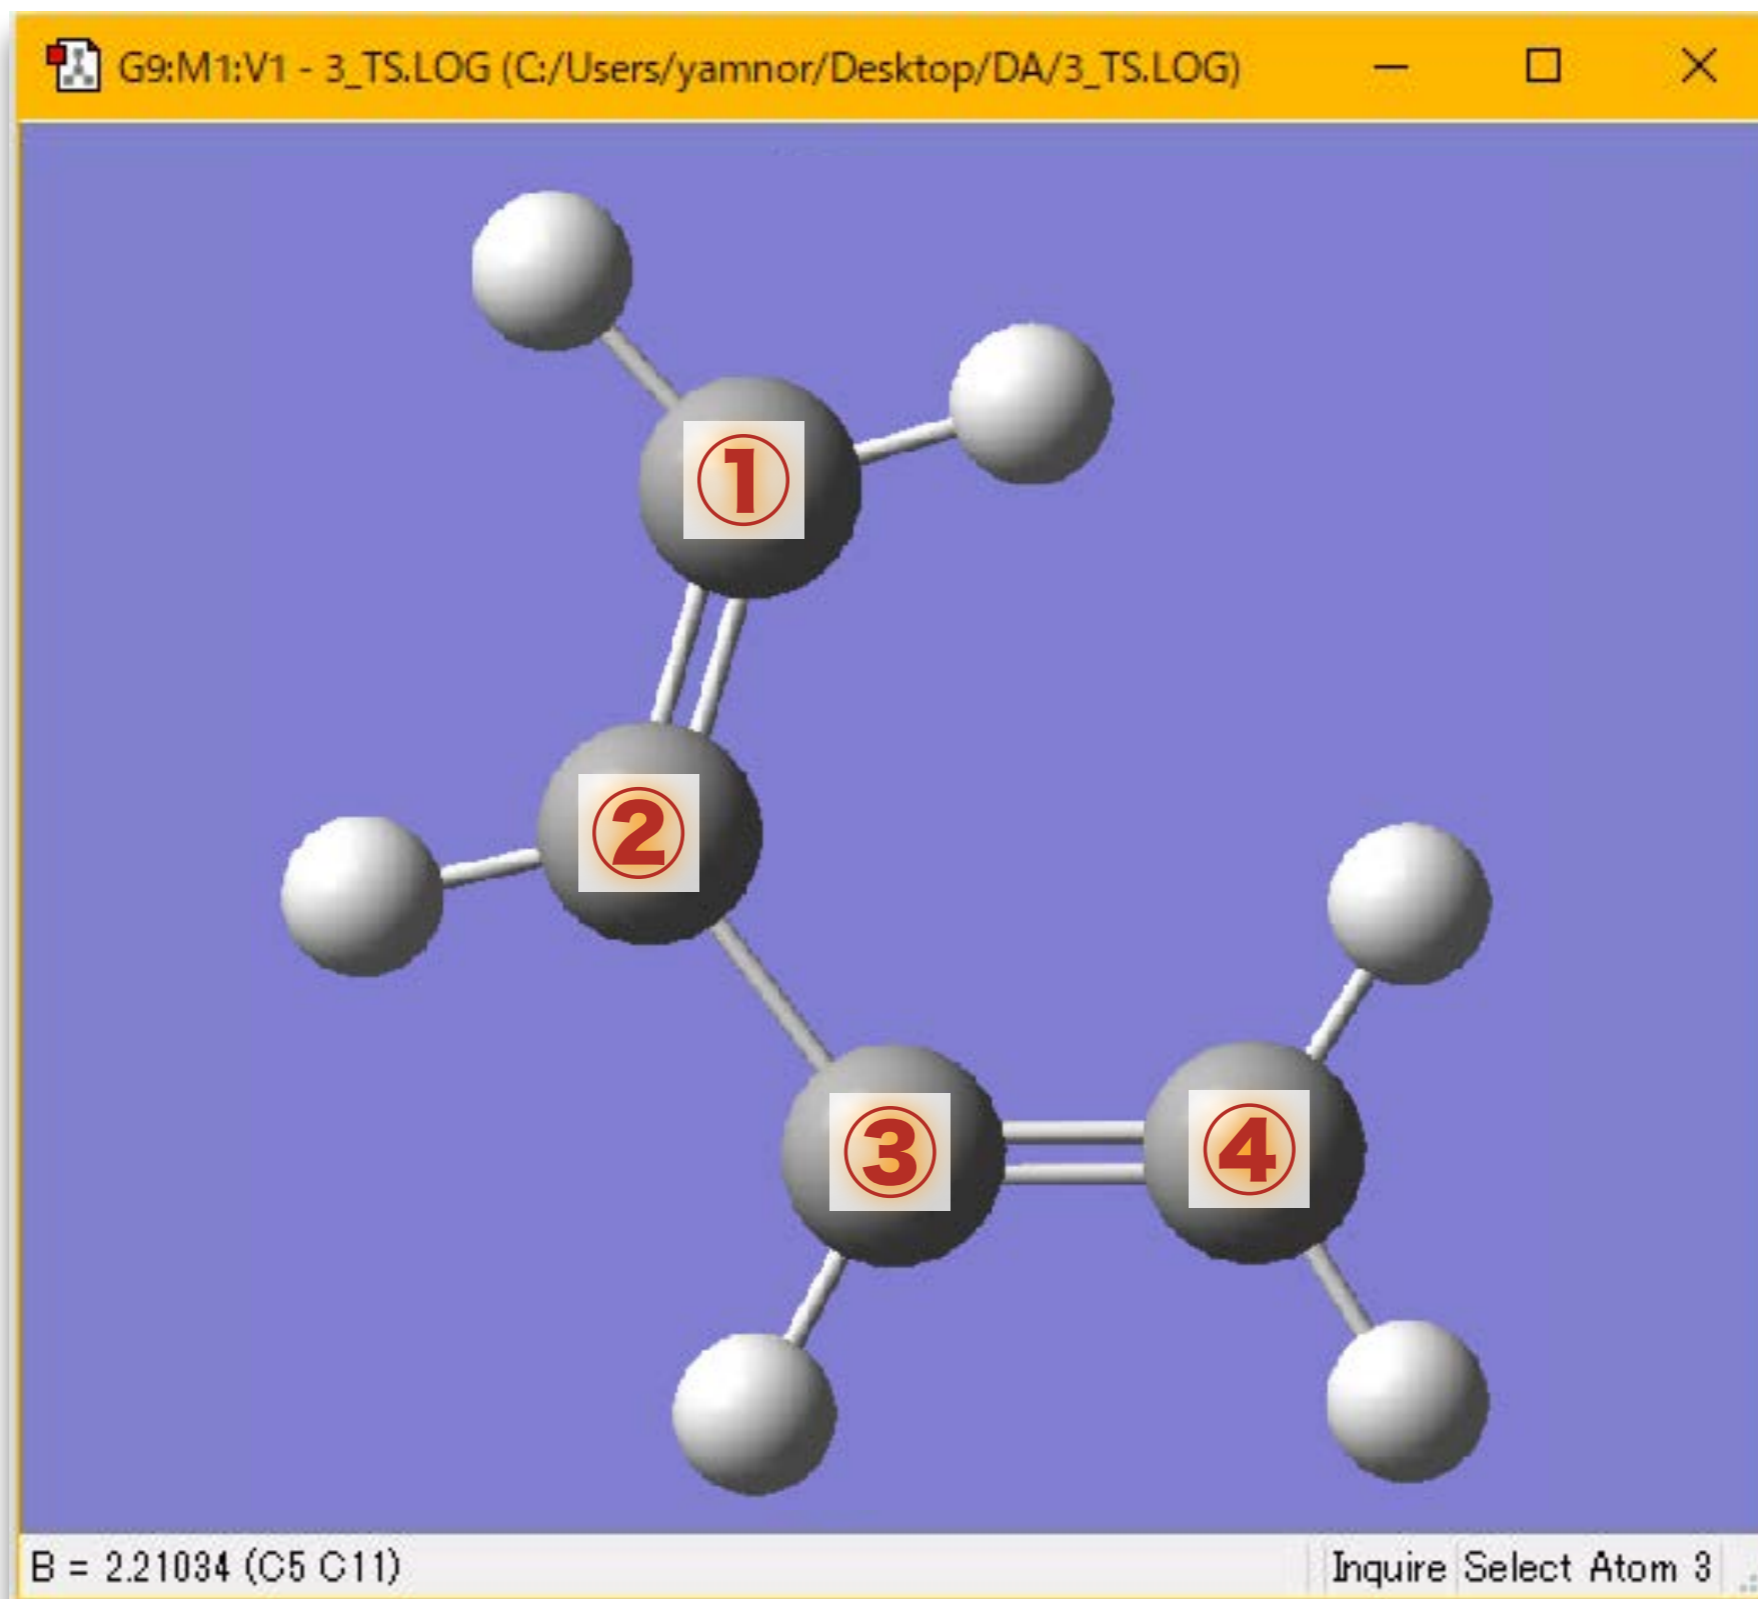 G9:M1:V1 - 3_TS.LOG (C:/Users/yamnor/Desktop/DA/3_TS.LOG)
①
②
③
④
B = 2.21034 (C5 C11)
Inquire Select Atom 3